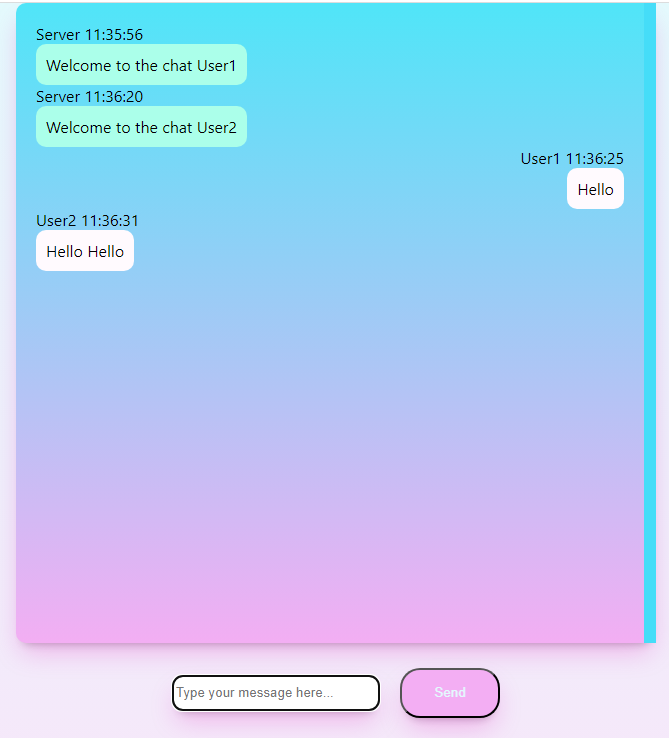 Server 11:35:56
Welcome to the chat User1
Server 11:36:20
Welcome to the chat User2
User1 11:36:25
Hello
User2 11:36:31
Hello Hello
Type your message here...
Send